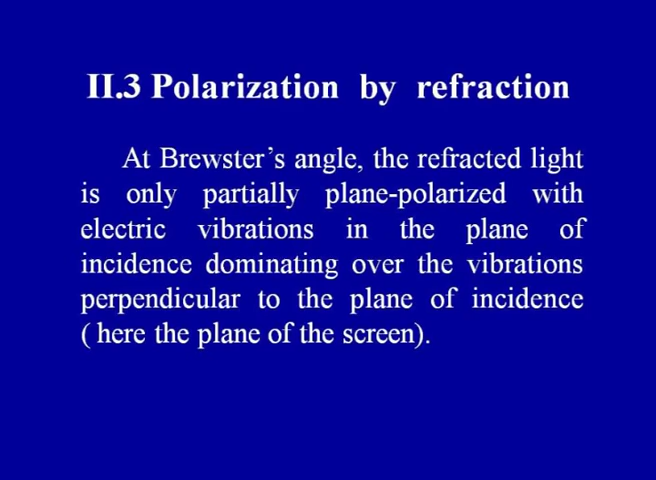 II.3 Polarization by refraction
At Brewster's angle, the refracted light
is only partially plane-polarized with
electric vibrations in the plane of
incidence dominating over the vibrations
perpendicular to the plane of incidence
( here the plane of the screen).